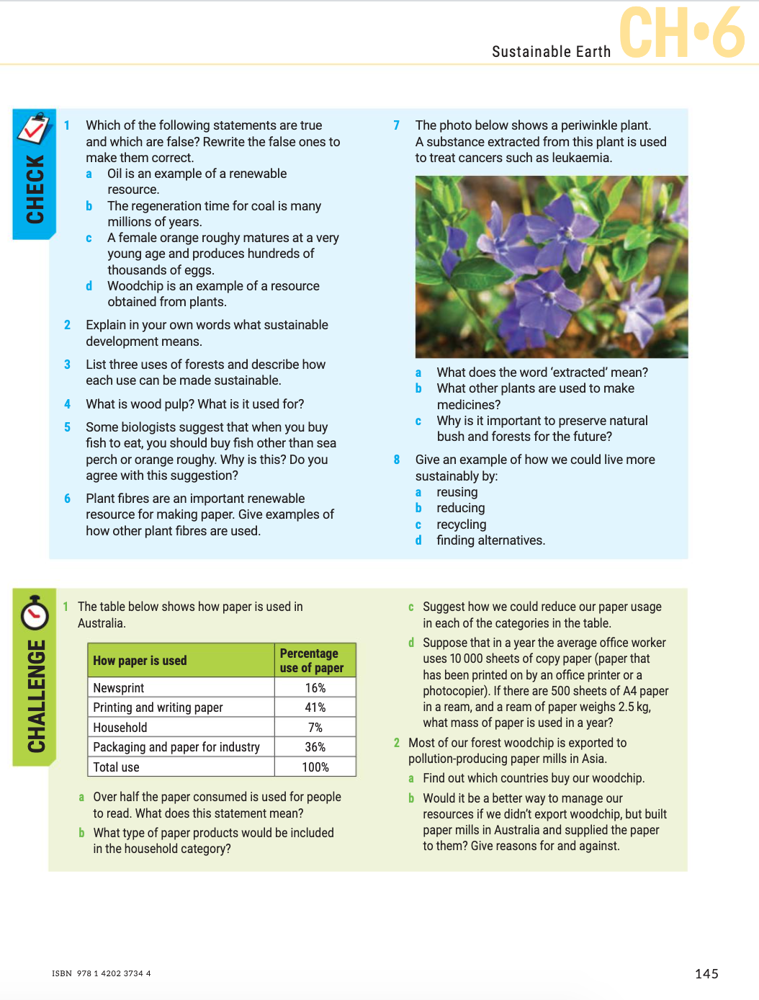 Sustainable Earth
CH•6
CHECK
1 Which of the following statements are true
and which are false? Rewrite the false ones to
make them correct.
a Oil is an example of a renewable
resource.
b The regeneration time for coal is many
millions of years.
c A female orange roughy matures at a very
young age and produces hundreds of
thousands of eggs.
d Woodchip is an example of a resource
obtained from plants.
2 Explain in your own words what sustainable
development means.
3 List three uses of forests and describe how
each use can be made sustainable.
4 What is wood pulp? What is it used for?
5 Some biologists suggest that when you buy
fish to eat, you should buy fish other than sea
perch or orange roughy. Why is this? Do you
agree with this suggestion?
6 Plant fibres are an important renewable
resource for making paper. Give examples of
how other plant fibres are used.
7 The photo below shows a periwinkle plant.
A substance extracted from this plant is used
to treat cancers such as leukaemia.
a What does the word ‘extracted’ mean?
b What other plants are used to make
medicines?
c Why is it important to preserve natural
bush and forests for the future?
8 Give an example of how we could live more
sustainably by:
a reusing
b reducing
c recycling
d finding alternatives.
CHALLENGE
1 The table below shows how paper is used in
Australia.
How paper is used Percentage
use of paper
Newsprint 16%
Printing and writing paper 41%
Household 7%
Packaging and paper for industry 36%
Total use 100%
a Over half the paper consumed is used for people
to read. What does this statement mean?
b What type of paper products would be included
in the household category?
c Suggest how we could reduce our paper usage
in each of the categories in the table.
d Suppose that in a year the average office worker
uses 10 000 sheets of copy paper (paper that
has been printed on by an office printer or a
photocopier). If there are 500 sheets of A4 paper
in a ream, and a ream of paper weighs 2.5 kg,
what mass of paper is used in a year?
2 Most of our forest woodchip is exported to
pollution-producing paper mills in Asia.
a Find out which countries buy our woodchip.
b Would it be a better way to manage our
resources if we didn’t export woodchip, but built
paper mills in Australia and supplied the paper
to them? Give reasons for and against.
ISBN 978 1 4202 3734 4
145